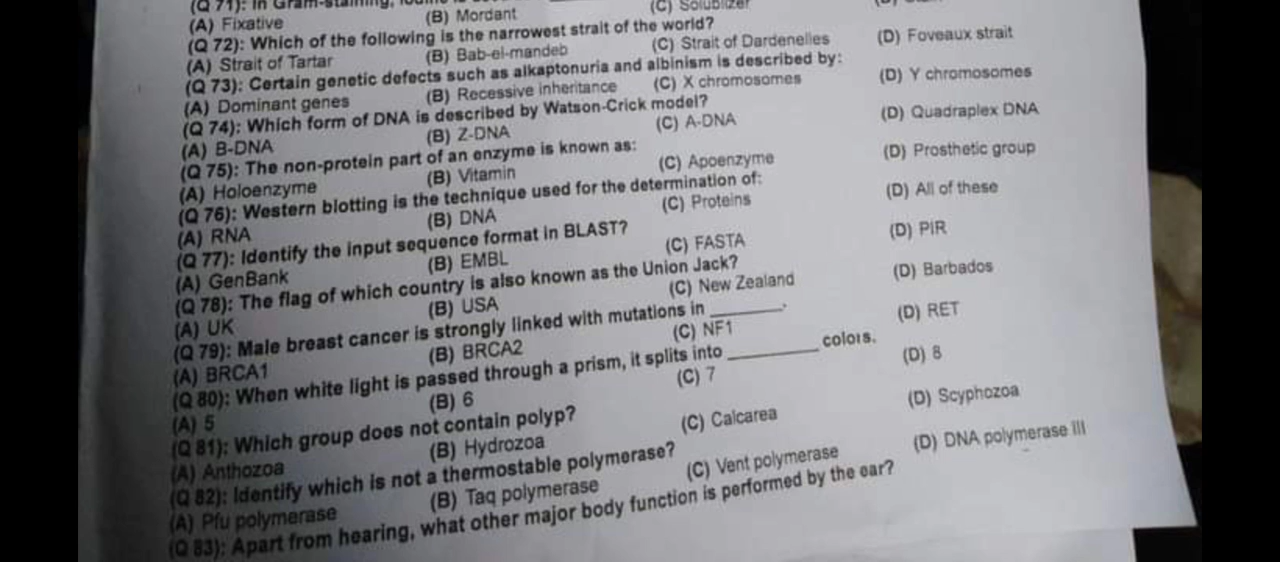 (Q 71): In Gram-staining,
(A) Fixative (B) Mordant (C) Solubilizer
(Q 72): Which of the following is the narrowest strait of the world?
(A) Strait of Tartar (B) Bab-el-mandeb (C) Strait of Dardenelles (D) Foveaux strait
(Q 73): Certain genetic defects such as alkaptonuria and albinism is described by:
(A) Dominant genes (B) Recessive inheritance (C) X chromosomes (D) Y chromosomes
(Q 74): Which form of DNA is described by Watson-Crick model?
(A) B-DNA (B) Z-DNA (C) A-DNA (D) Quadraplex DNA
(Q 75): The non-protein part of an enzyme is known as:
(A) Holoenzyme (B) Vitamin (C) Apoenzyme (D) Prosthetic group
(Q 76): Western blotting is the technique used for the determination of:
(A) RNA (B) DNA (C) Proteins (D) All of these
(Q 77): Identify the input sequence format in BLAST?
(A) GenBank (B) EMBL (C) FASTA (D) PIR
(Q 78): The flag of which country is also known as the Union Jack?
(A) UK (B) USA (C) New Zealand (D) Barbados
(Q 79): Male breast cancer is strongly linked with mutations in ________.
(A) BRCA1 (B) BRCA2 (C) NF1 (D) RET
(Q 80): When white light is passed through a prism, it splits into ________ colors.
(A) 5 (B) 6 (C) 7 (D) 8
(Q 81): Which group does not contain polyp?
(A) Anthozoa (B) Hydrozoa (C) Calcarea (D) Scyphozoa
(Q 82): Identify which is not a thermostable polymerase?
(A) Pfu polymerase (B) Taq polymerase (C) Vent polymerase (D) DNA polymerase III
(Q 83): Apart from hearing, what other major body function is performed by the ear?